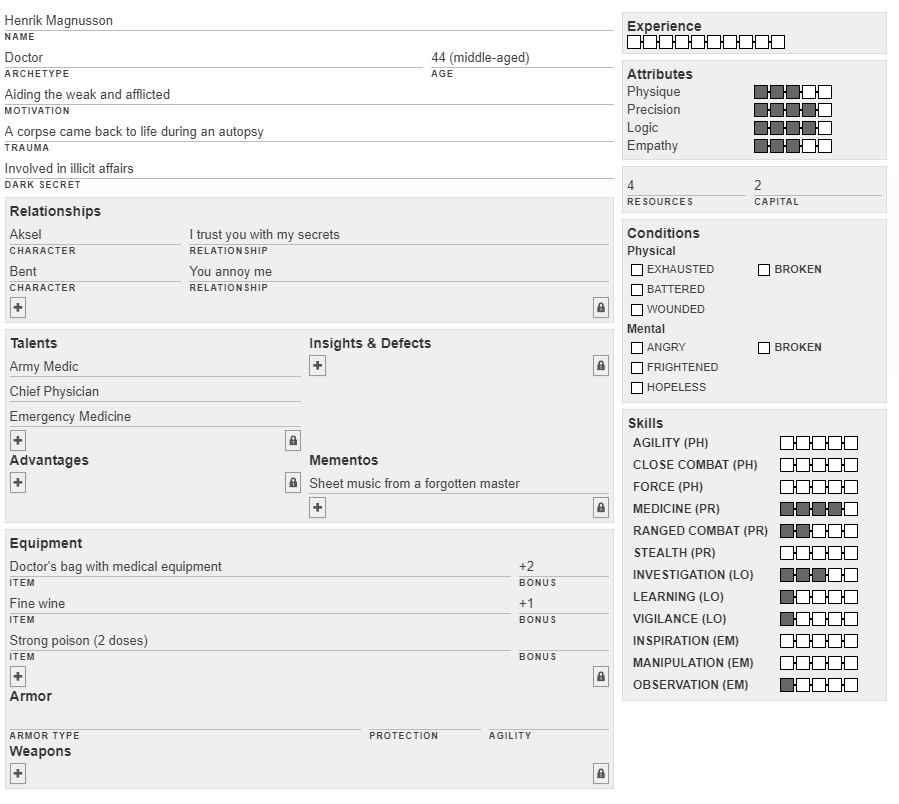 Henrik Magnusson
NAME
Doctor
44 (middle-aged)
ARCHETYPE
AGE
Aiding the weak and afflicted
MOTIVATION
A corpse came back to life during an autopsy
TRAUMA
Involved in illicit affairs
DARK SECRET
Relationships
Aksel
I trust you with my secrets
CHARACTER
RELATIONSHIP
Bent
You annoy me
CHARACTER
RELATIONSHIP
Talents
Army Medic
Chief Physician
Emergency Medicine
Insights & Defects
Advantages
Mementos
Sheet music from a forgotten master
Equipment
Doctor's bag with medical equipment
+2
ITEM
BONUS
Fine wine
+1
ITEM
BONUS
Strong poison (2 doses)
ITEM
BONUS
Armor
ARMOR TYPE
PROTECTION
AGILITY
Weapons
Experience
Attributes
Physique
Precision
Logic
Empathy
4
2
RESOURCES
CAPITAL
Conditions
Physical
EXHAUSTED
BROKEN
BATTERED
WOUNDED
Mental
ANGRY
BROKEN
FRIGHTENED
HOPELESS
Skills
AGILITY (PH)
CLOSE COMBAT (PH)
FORCE (PH)
MEDICINE (PR)
RANGED COMBAT (PR)
STEALTH (PR)
INVESTIGATION (LO)
LEARNING (LO)
VIGILANCE (LO)
INSPIRATION (EM)
MANIPULATION (EM)
OBSERVATION (EM)